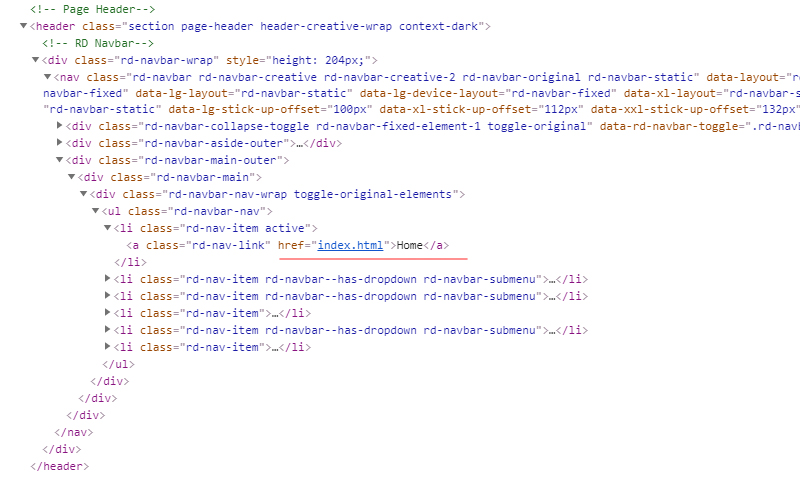 <!-- Page Header-->
<header class="section page-header header-creative-wrap context-dark">
<!-- RD Navbar-->
<div class="rd-navbar-wrap" style="height: 204px;">
<nav class="rd-navbar rd-navbar-creative rd-navbar-creative-2 rd-navbar-original rd-navbar-static" data-layout="rd
navbar-fixed" data-lg-layout="rd-navbar-static" data-lg-device-layout="rd-navbar-fixed" data-xl-layout="rd-navbar-s
"rd-navbar-static" data-lg-stick-up-offset="100px" data-xl-stick-up-offset="112px" data-xxl-stick-up-offset="132px"
<div class="rd-navbar-collapse-toggle rd-navbar-fixed-element-1 toggle-original" data-rd-navbar-toggle=".rd-nav
<div class="rd-navbar-aside-outer">…</div>
<div class="rd-navbar-main-outer">
<div class="rd-navbar-main">
<div class="rd-navbar-nav-wrap toggle-original-elements">
<ul class="rd-navbar-nav">
<li class="rd-nav-item active">
<a class="rd-nav-link" href="index.html">Home</a>
</li>
<li class="rd-nav-item rd-navbar--has-dropdown rd-navbar-submenu">…</li>
<li class="rd-nav-item rd-navbar--has-dropdown rd-navbar-submenu">…</li>
<li class="rd-nav-item">…</li>
<li class="rd-nav-item rd-navbar--has-dropdown rd-navbar-submenu">…</li>
<li class="rd-nav-item">…</li>
</ul>
</div>
</div>
</div>
</nav>
</div>
</header>